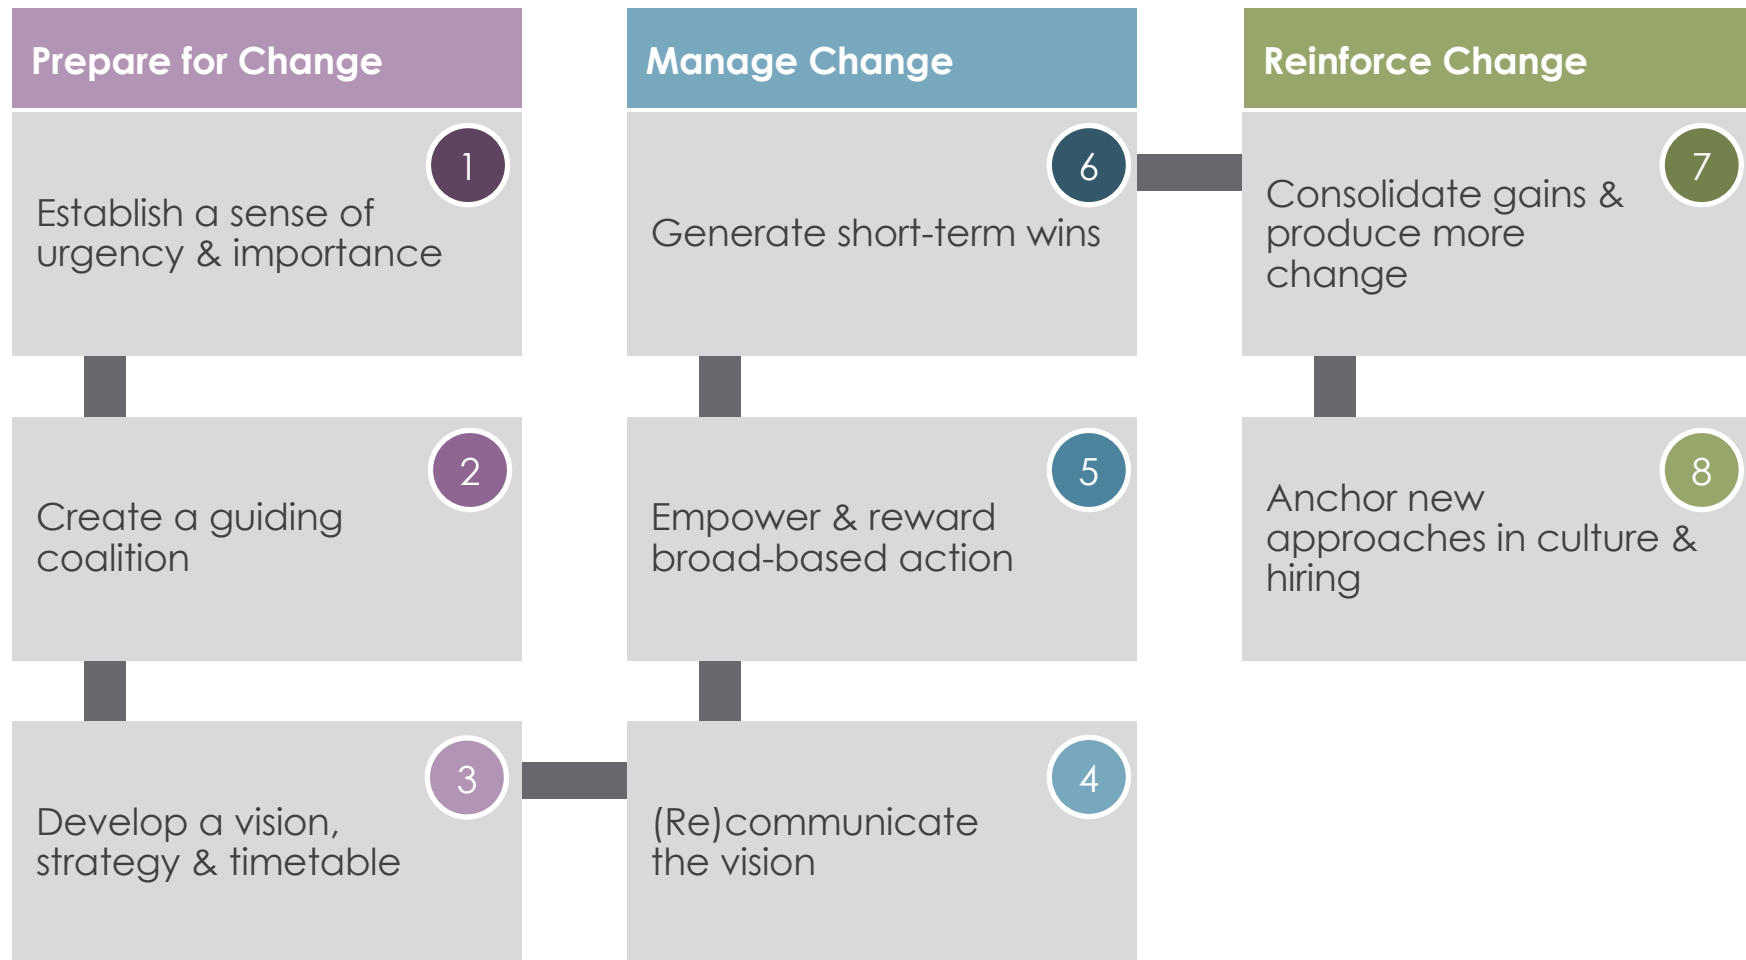 Prepare for Change
1
Establish a sense of
urgency & importance
2
Create a guiding
coalition
3
Develop a vision,
strategy & timetable
Manage Change
6
Generate short-term wins
5
Empower & reward
broad-based action
4
(Re)communicate
the vision
Reinforce Change
7
Consolidate gains &
produce more
change
8
Anchor new
approaches in culture &
hiring